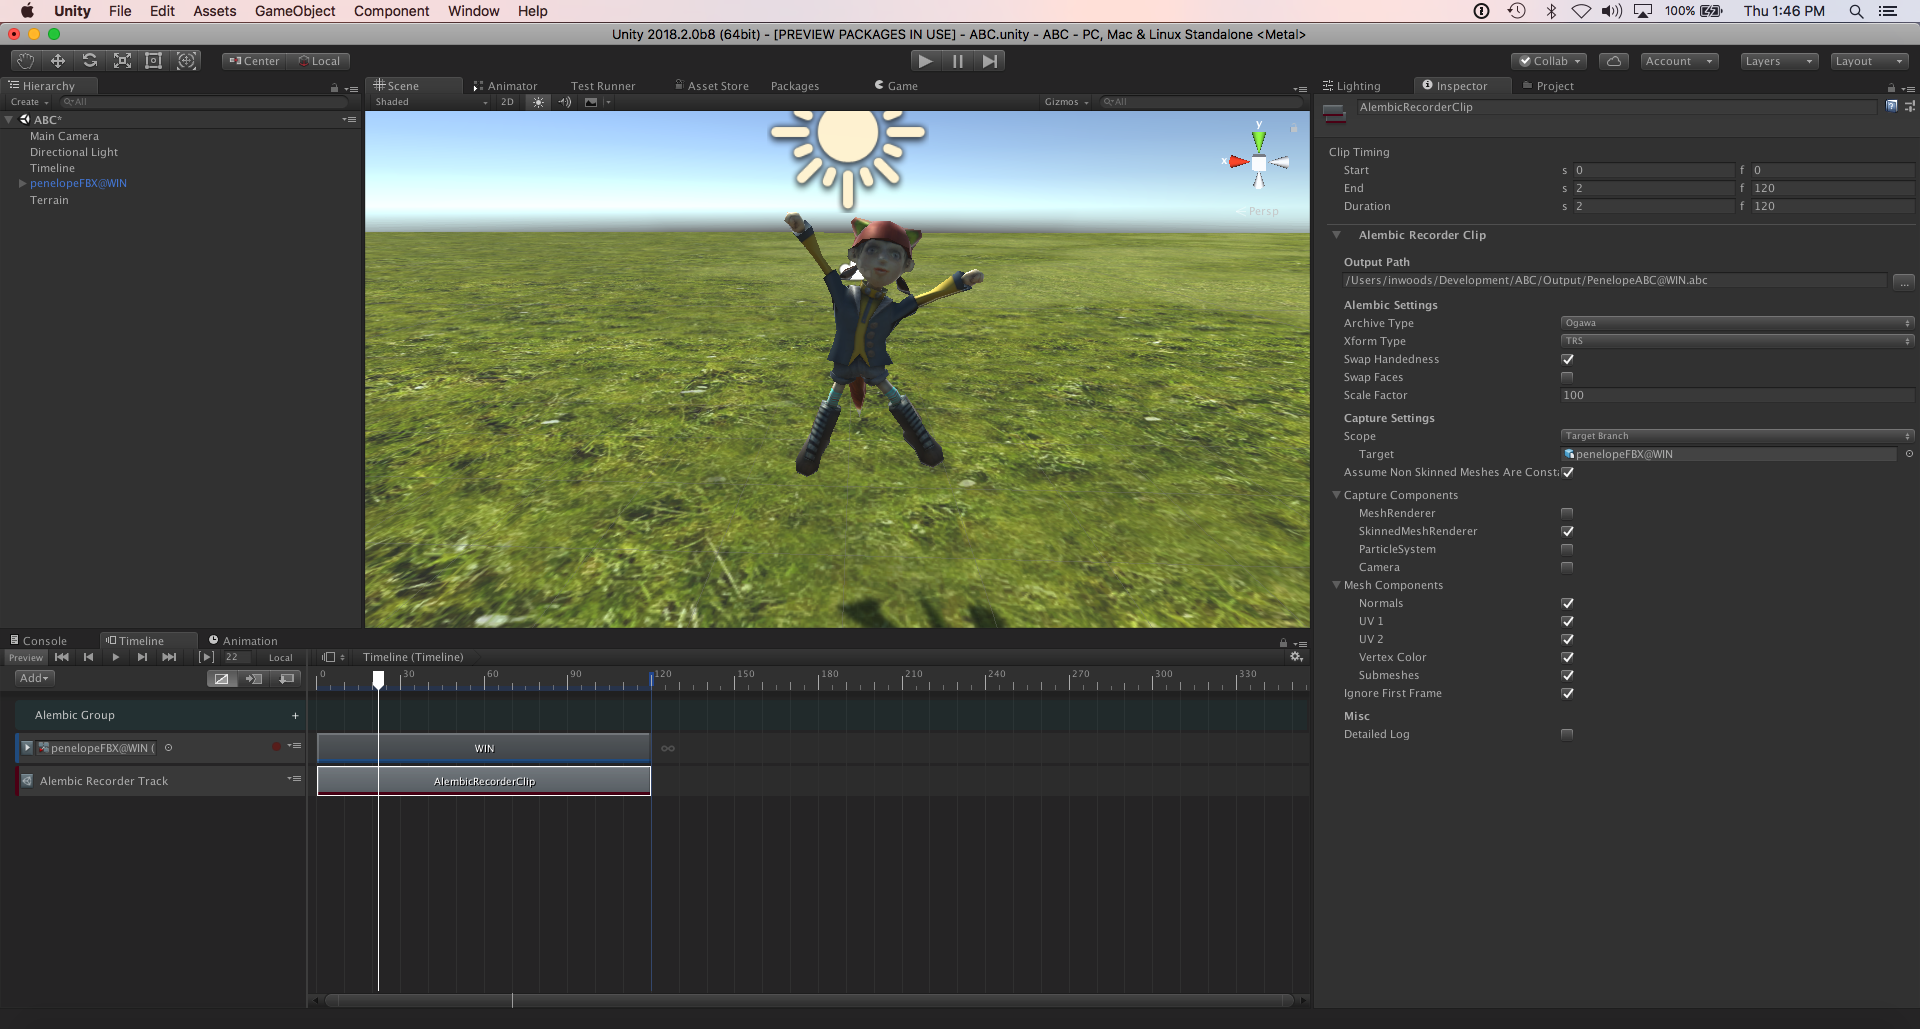 Unity File Edit Assets GameObject Component Window Help 100% Thu 1:46 PM
Unity 2018.2.0b8 (64bit) - [PREVIEW PACKAGES IN USE] - ABC.unity - ABC - PC, Mac & Linux Standalone <Metal>
Center Local Collab Account Layers Layout
Hierarchy
Create All
ABC*
Main Camera
Directional Light
Timeline
penelopeFBX@WIN
Terrain
Scene Animator Test Runner Asset Store Packages Game
Shaded 2D Gizmos All
y
x
Persp
Lighting Inspector Project
AlembicRecorderClip
Clip Timing
Start s 0 f 0
End s 2 f 120
Duration s 2 f 120
Alembic Recorder Clip
Output Path
/Users/inwoods/Development/ABC/Output/PenelopeABC@WIN.abc ...
Alembic Settings
Archive Type Ogawa
Xform Type TRS
Swap Handedness
Swap Faces
Scale Factor 100
Capture Settings
Scope Target Branch
Target penelopeFBX@WIN
Assume Non Skinned Meshes Are Consta
Capture Components
MeshRenderer
SkinnedMeshRenderer
ParticleSystem
Camera
Mesh Components
Normals
UV 1
UV 2
Vertex Color
Submeshes
Ignore First Frame
Misc
Detailed Log
Console Timeline Animation
Preview 22 Local Timeline (Timeline)
Add 0 30 60 90 120 150 180 210 240 270 300 330
Alembic Group +
penelopeFBX@WIN ( WIN
Alembic Recorder Track AlembicRecorderClip